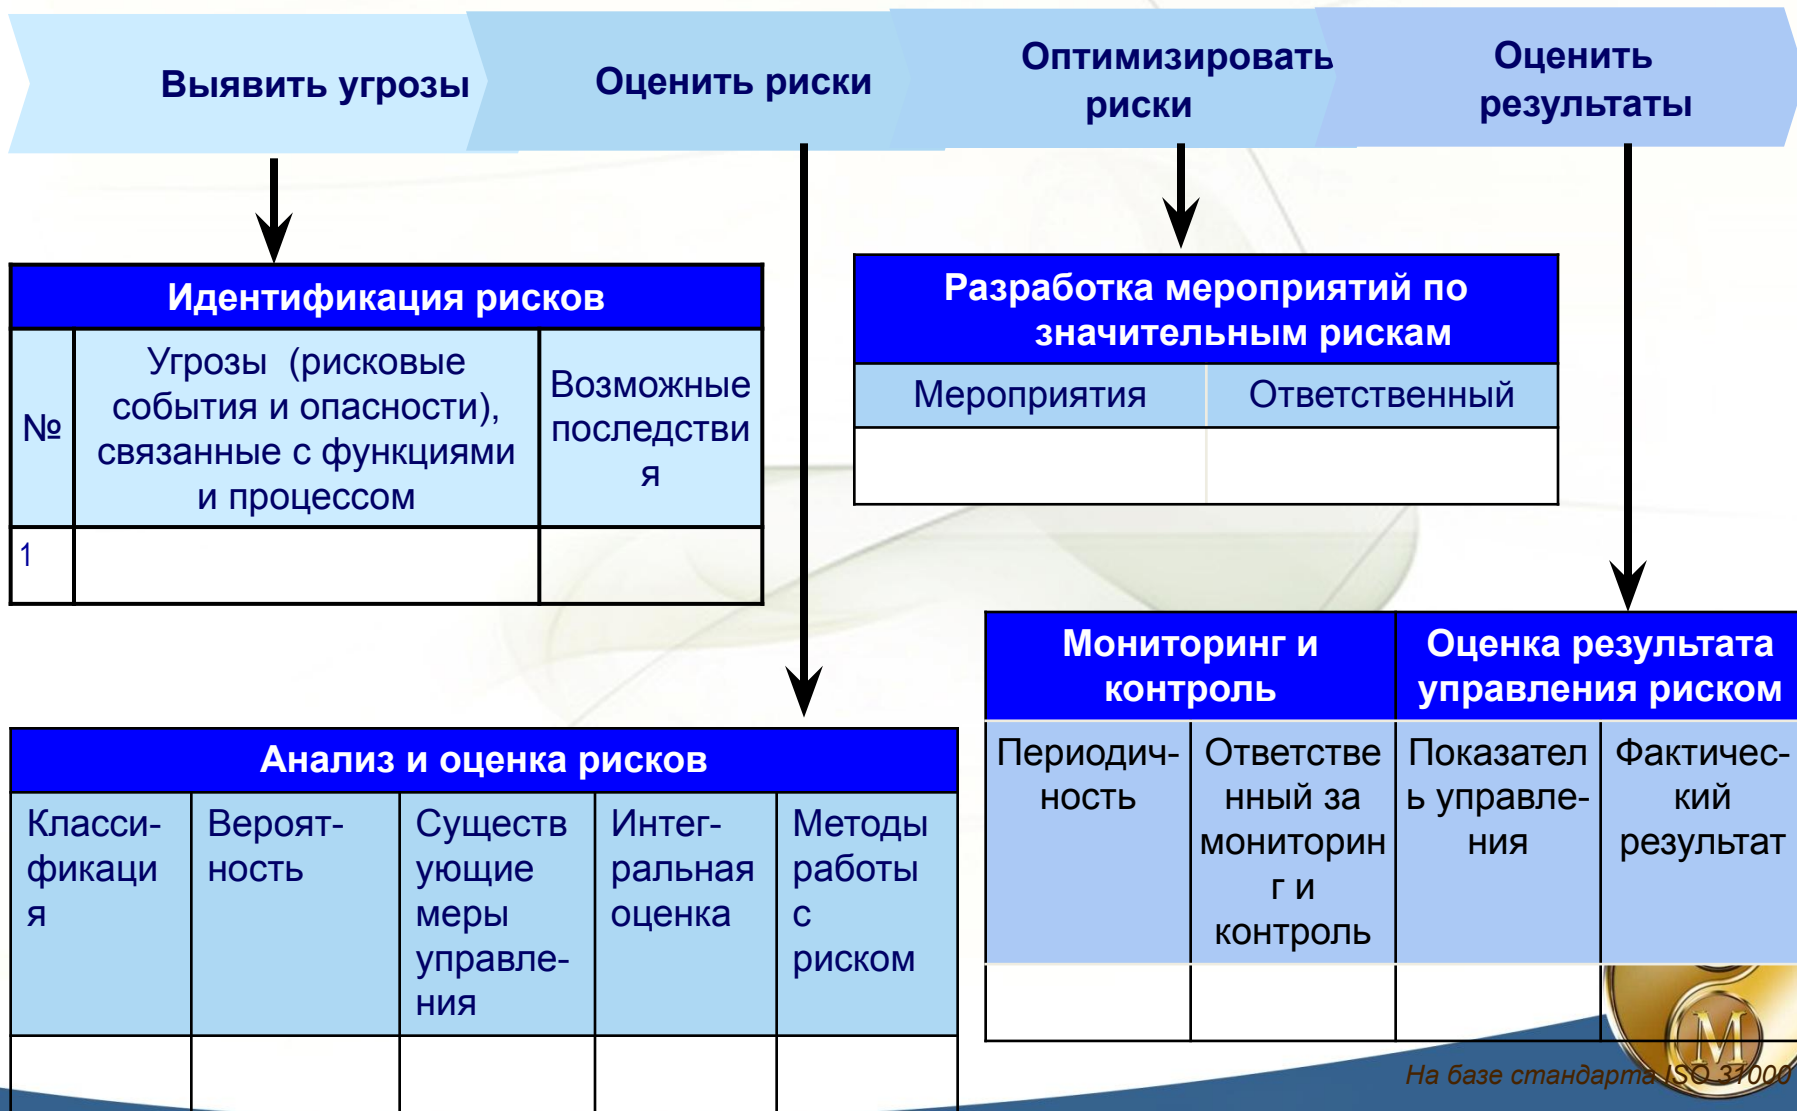 Выявить угрозы
Оценить риски
Оптимизировать
риски
Оценить
результаты
Идентификация рисков
№
Угрозы (рисковые
события и опасности),
связанные с функциями
и процессом
Возможные
последстви
я
1
Разработка мероприятий по
значительным рискам
Мероприятия
Ответственный
Анализ и оценка рисков
Класси-
фикаци
я
Вероят-
ность
Существ
ующие
меры
управле-
ния
Интег-
ральная
оценка
Методы
работы
с
риском
Мониторинг и
контроль
Оценка результата
управления риском
Периодич-
ность
Ответстве
нный за
мониторин
г и
контроль
Показател
ь управле-
ния
Фактичес-
кий
результат
М
На базе стандарта ISO 31000